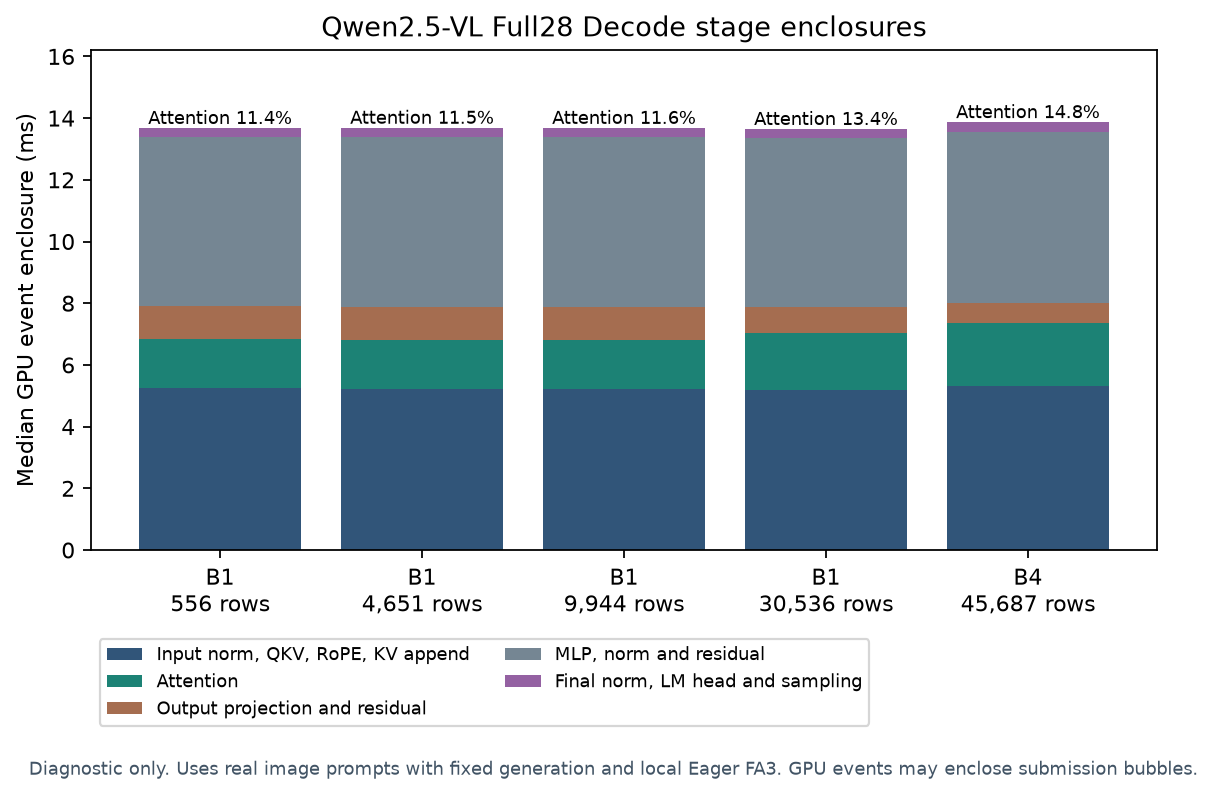 Qwen2.5-VL Full28 Decode stage enclosures
Median GPU event enclosure (ms)
16
14
12
10
8
6
4
2
0
Attention 11.4%
Attention 11.5%
Attention 11.6%
Attention 13.4%
Attention 14.8%
B1
556 rows
B1
4,651 rows
B1
9,944 rows
B1
30,536 rows
B4
45,687 rows
Input norm, QKV, RoPE, KV append
Attention
Output projection and residual
MLP, norm and residual
Final norm, LM head and sampling
Diagnostic only. Uses real image prompts with fixed generation and local Eager FA3. GPU events may enclose submission bubbles.